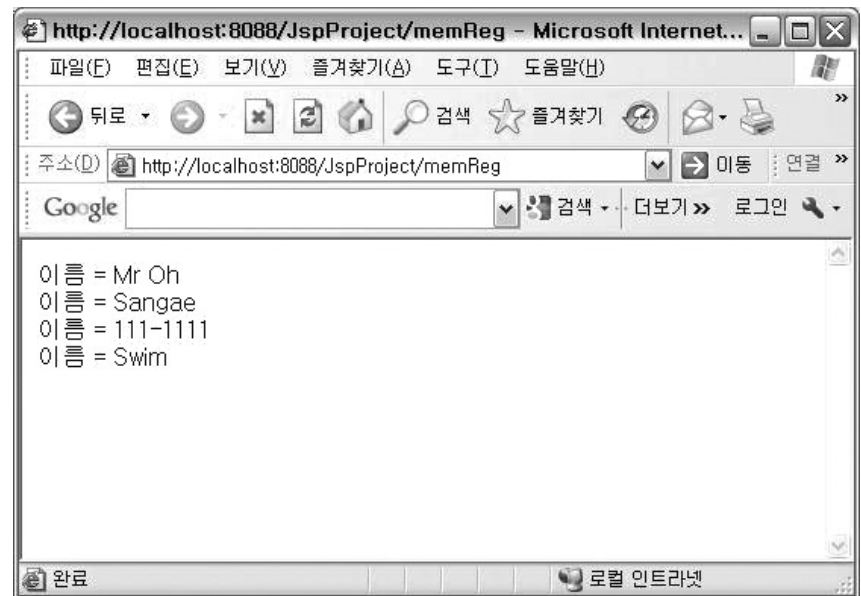 http://localhost:8088/JspProject/memReg - Microsoft Internet...
파일(F) 편집(E) 보기(V) 즐겨찾기(A) 도구(T) 도움말(H)
뒤로 검색 즐겨찾기 »
주소(D) http://localhost:8088/JspProject/memReg 이동 연결 »
Google 검색 더보기 » 로그인
이름 = Mr Oh
이름 = Sangae
이름 = 111-1111
이름 = Swim
완료 로컬 인트라넷